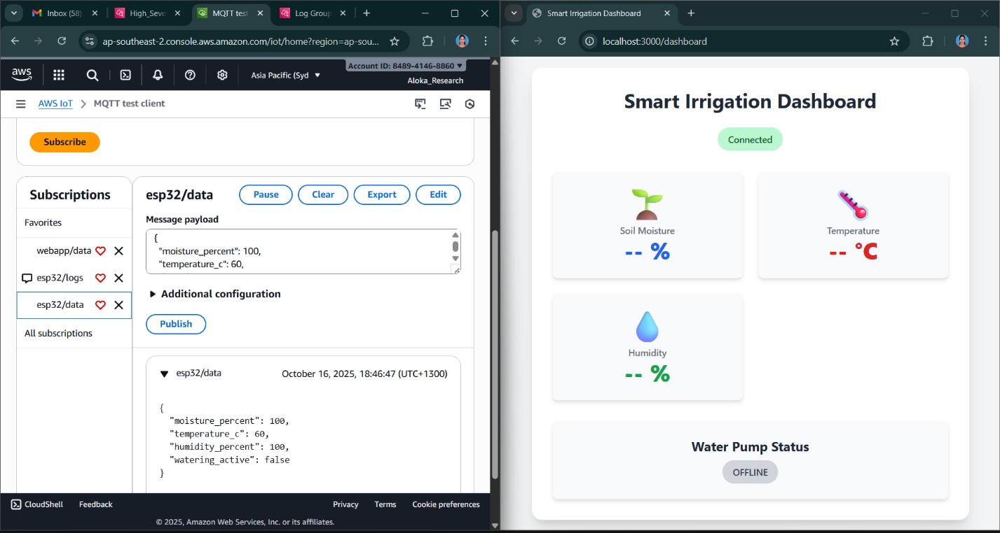 Inbox (58)
High_Seve
MQTT test
Log Group
ap-southeast-2.console.aws.amazon.com/iot/home?region=ap-sou...
aws
Asia Pacific (Syd
Account ID: 8489-4146-8860
Aloka_Research
AWS IoT
MQTT test client
Subscribe
Subscriptions
Favorites
webapp/data
esp32/logs
esp32/data
All subscriptions
esp32/data
Pause
Clear
Export
Edit
Message payload
{
"moisture_percent": 100,
"temperature_c": 60,
Additional configuration
Publish
esp32/data
October 16, 2025, 18:46:47 (UTC+1300)
{
"moisture_percent": 100,
"temperature_c": 60,
"humidity_percent": 100,
"watering_active": false
}
CloudShell
Feedback
Privacy
Terms
Cookie preferences
© 2025, Amazon Web Services, Inc. or its affiliates.
Smart Irrigation Dashboard
localhost:3000/dashboard
Smart Irrigation Dashboard
Connected
Soil Moisture
-- %
Temperature
-- °C
Humidity
-- %
Water Pump Status
OFFLINE